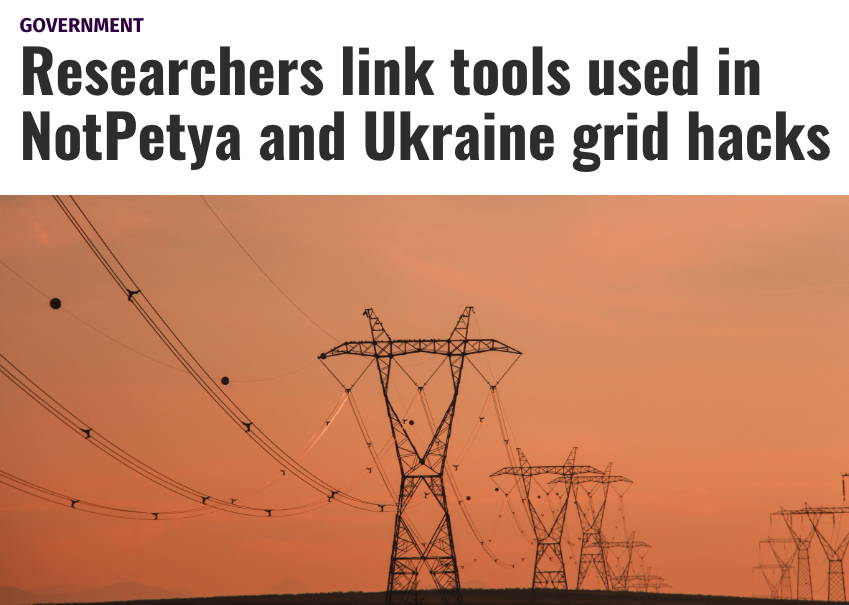 GOVERNMENT
Researchers link tools used in
NotPetya and Ukraine grid hacks